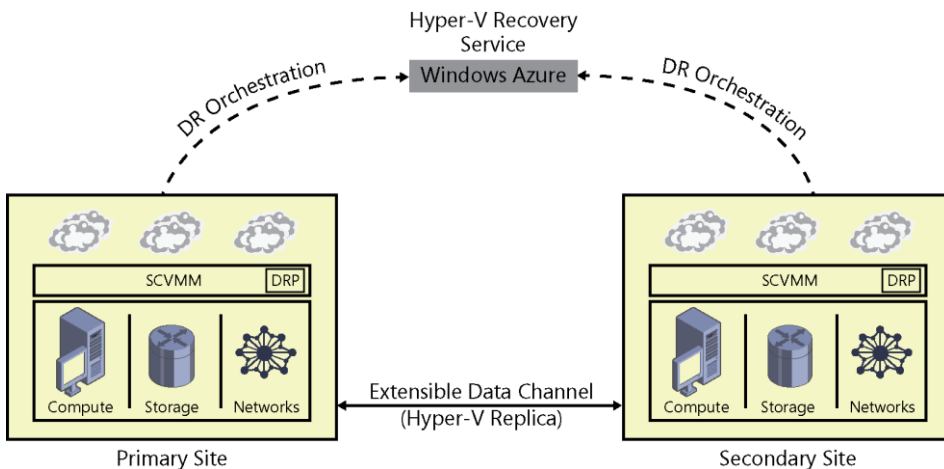 Hyper-V Recovery
Service
Windows Azure
DR Orchestration
DR Orchestration
SCVMM
DRP
Compute
Storage
Networks
Primary Site
Extensible Data Channel
(Hyper-V Replica)
SCVMM
DRP
Compute
Storage
Networks
Secondary Site